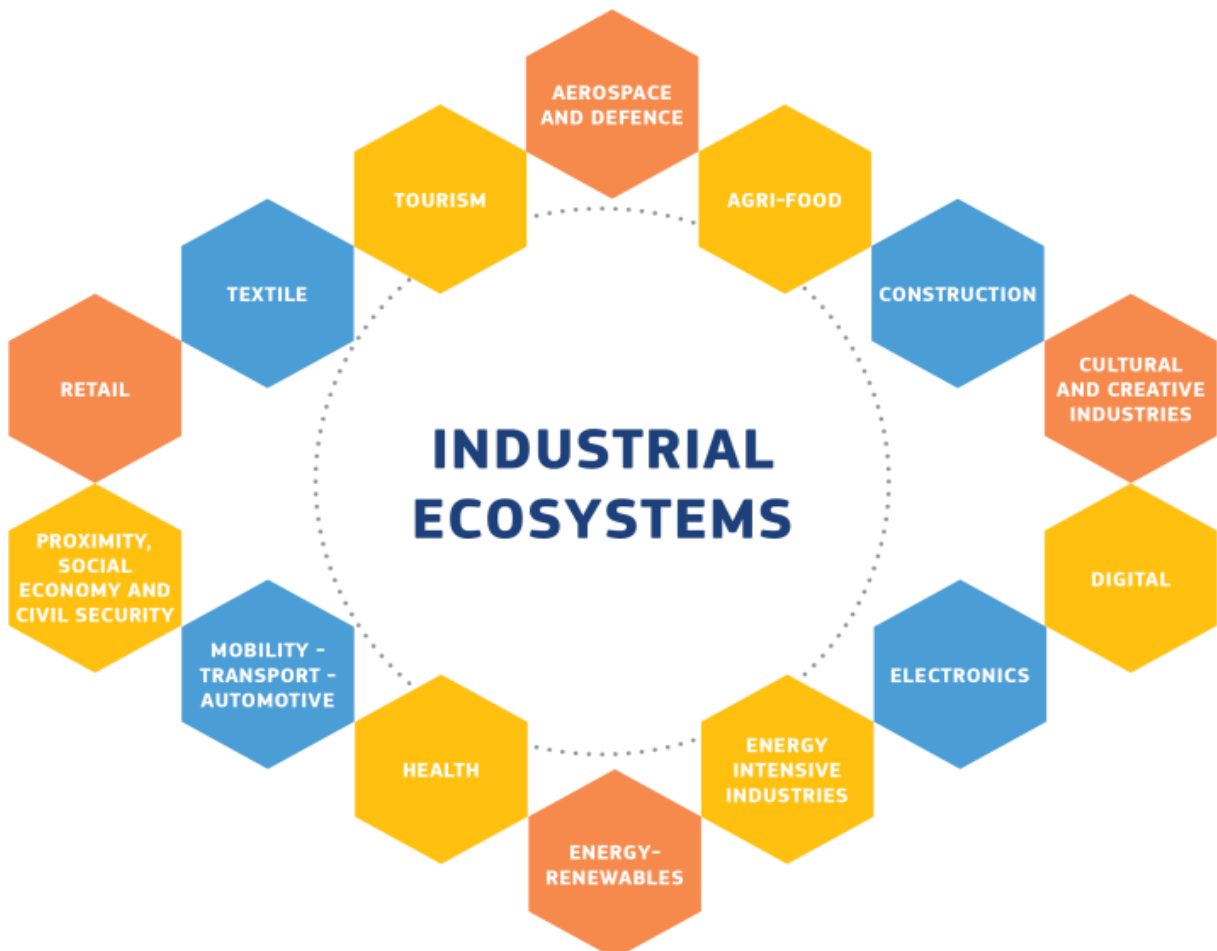 AEROSPACE
AND DEFENCE
TOURISM
AGRI-FOOD
TEXTILE
CONSTRUCTION
RETAIL
CULTURAL
AND CREATIVE
INDUSTRIES
INDUSTRIAL
ECOSYSTEMS
PROXIMITY,
SOCIAL
ECONOMY AND
CIVIL SECURITY
DIGITAL
MOBILITY -
TRANSPORT -
AUTOMOTIVE
ELECTRONICS
HEALTH
ENERGY
INTENSIVE
INDUSTRIES
ENERGY-
RENEWABLES